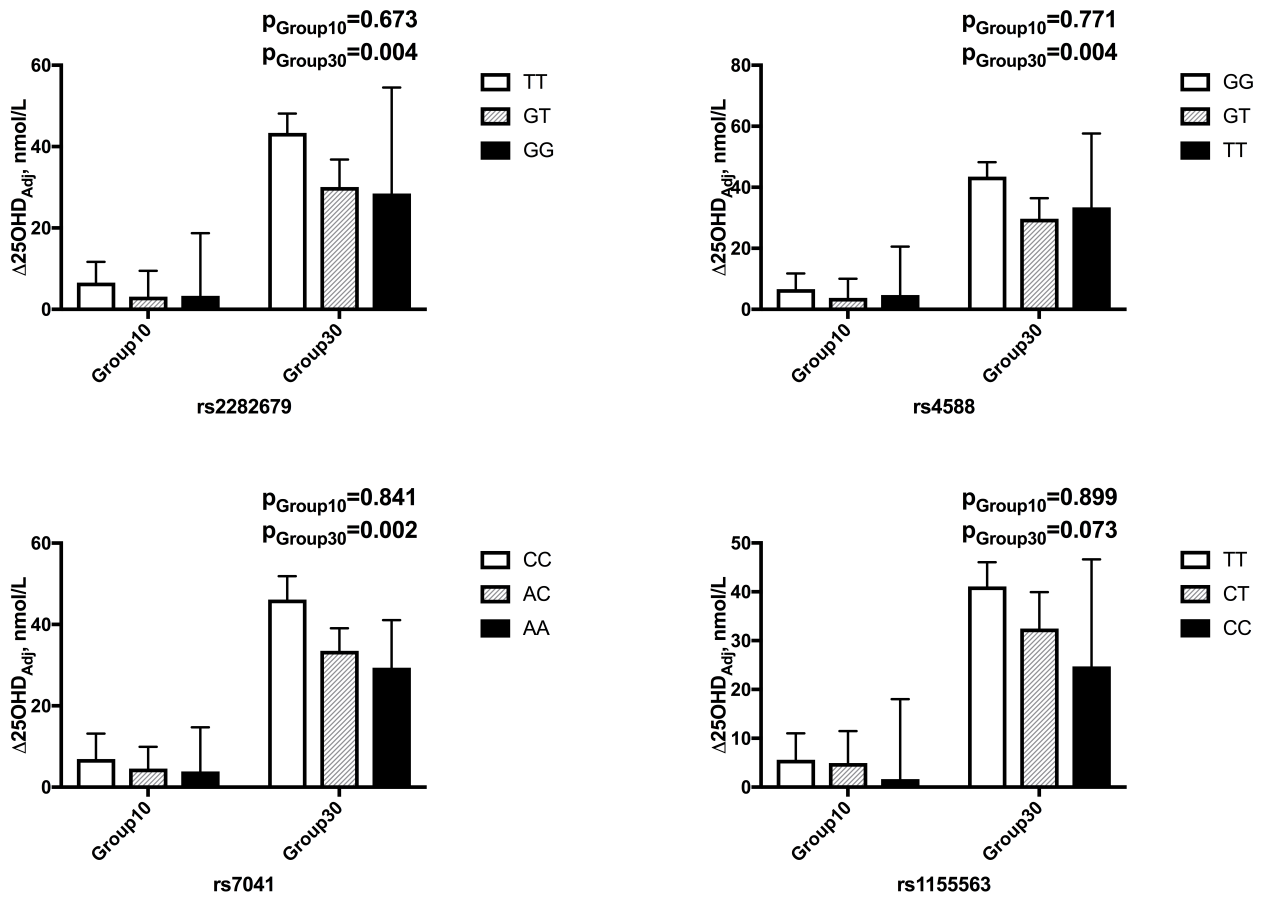 pGroup10=0.673
pGroup30=0.004
Δ25OHDAdj, nmol/L
60
40
20
0
Group10
Group30
rs2282679
TT
GT
GG
pGroup10=0.771
pGroup30=0.004
Δ25OHDAdj, nmol/L
80
60
40
20
0
Group10
Group30
rs4588
GG
GT
TT
pGroup10=0.841
pGroup30=0.002
Δ25OHDAdj, nmol/L
60
40
20
0
Group10
Group30
rs7041
CC
AC
AA
pGroup10=0.899
pGroup30=0.073
Δ25OHDAdj, nmol/L
50
40
30
20
10
0
Group10
Group30
rs1155563
TT
CT
CC